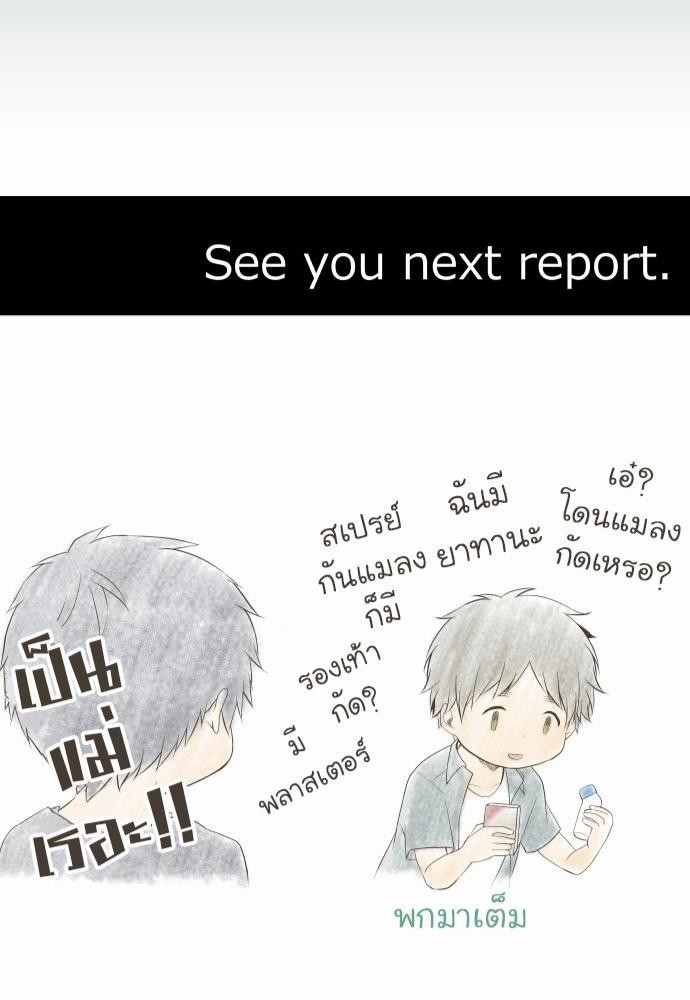 See you next report.
เอ๋?
โดนแมลง
กัดเหรอ?
ฉันมี
ยาทานะ
สเปรย์
กันแมลง
ก็มี
รองเท้า
กัด?
มี
พลาสเตอร์
เป็น
แม่
เรอะ!!
พกมาเต็ม